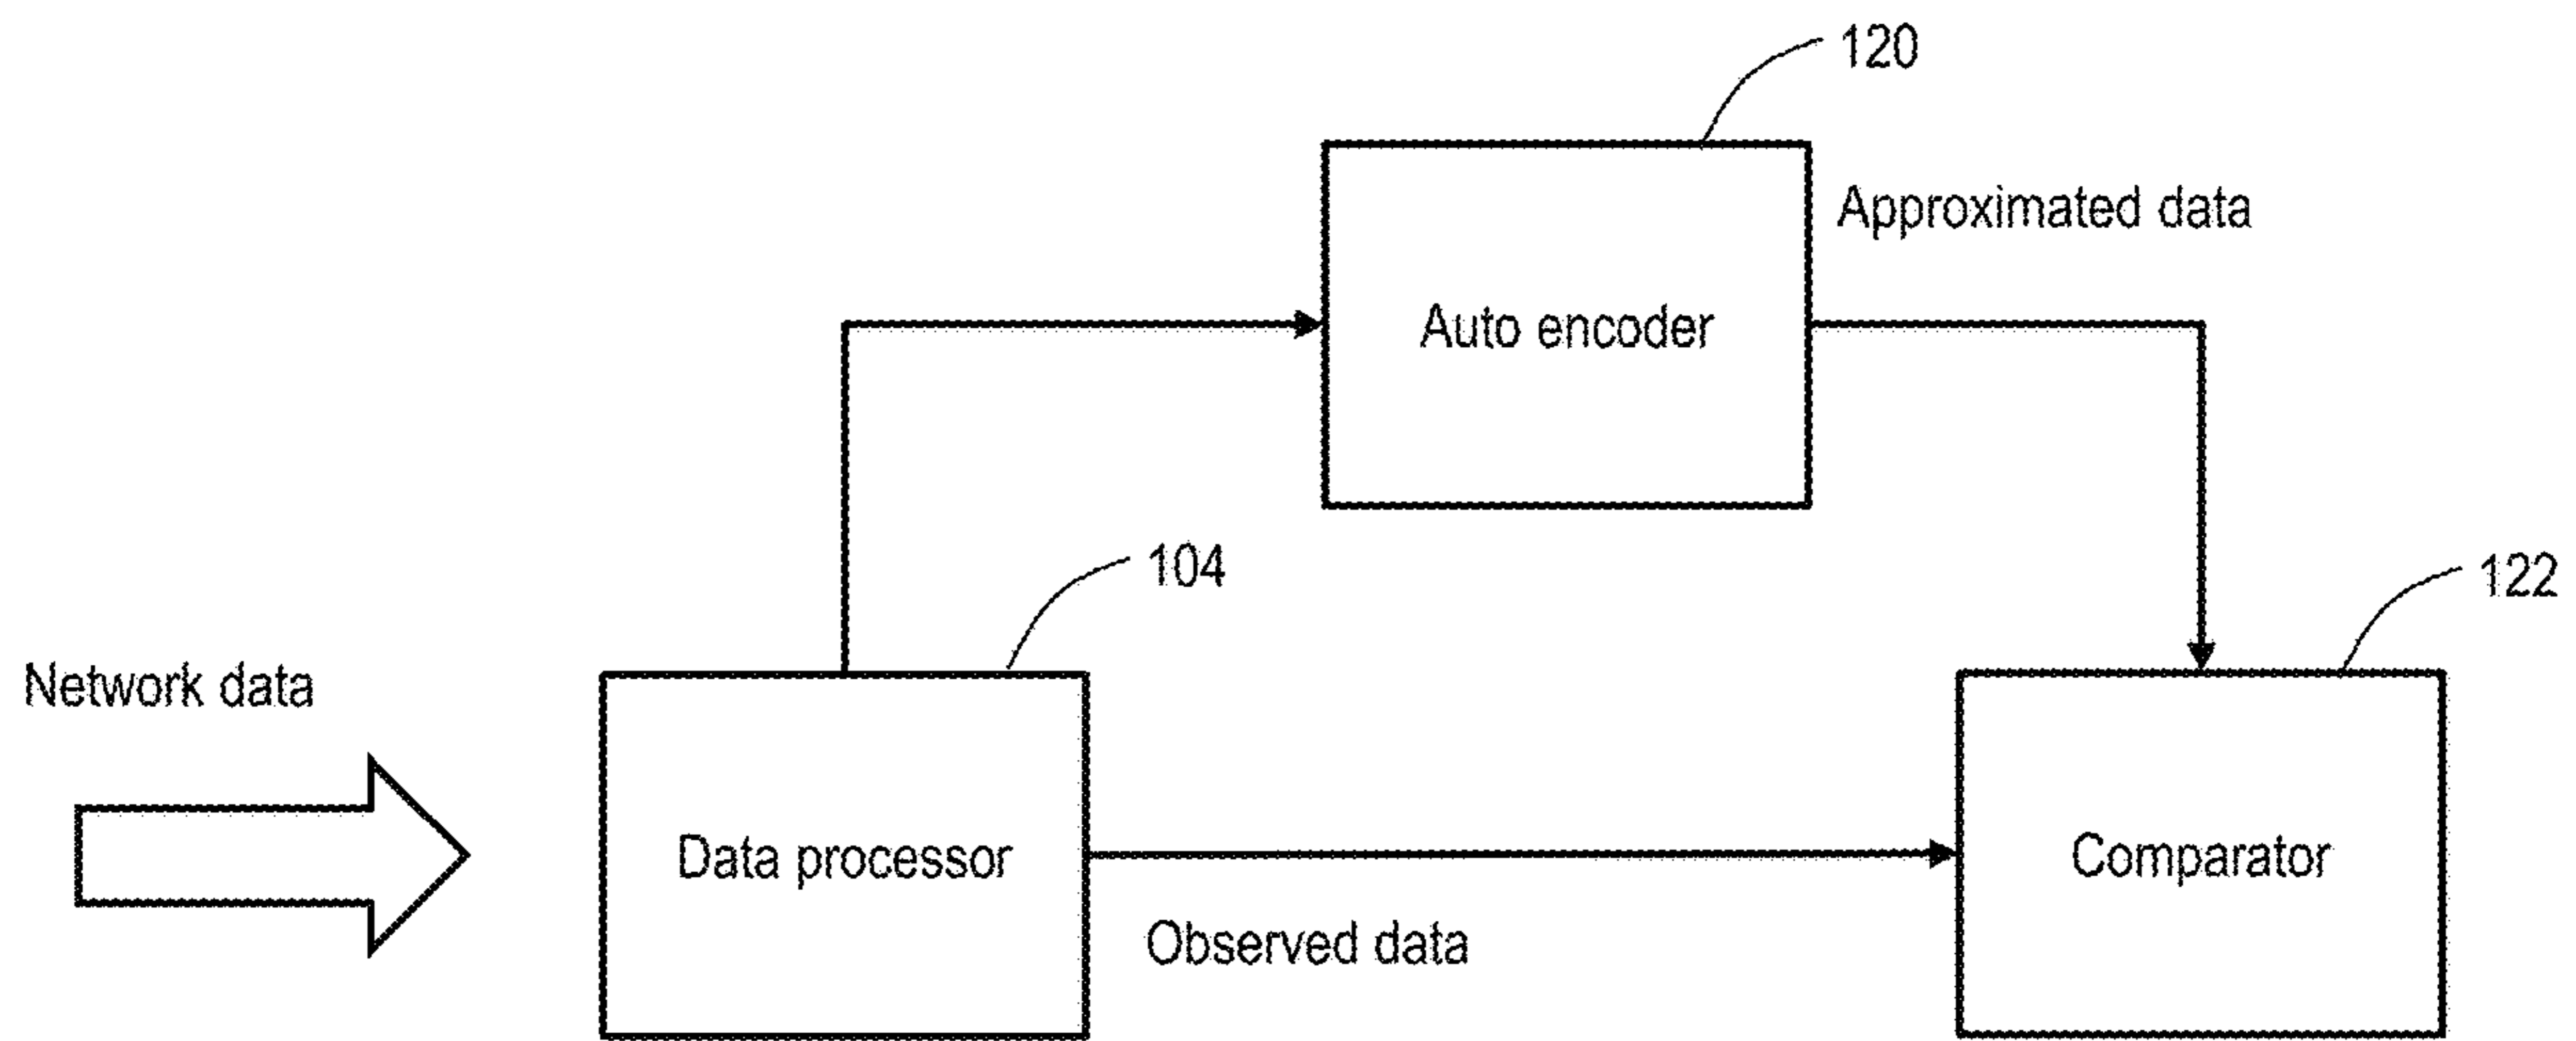 120
Approximated data
Auto encoder
104
122
Network data
Data processor
Comparator
Observed data